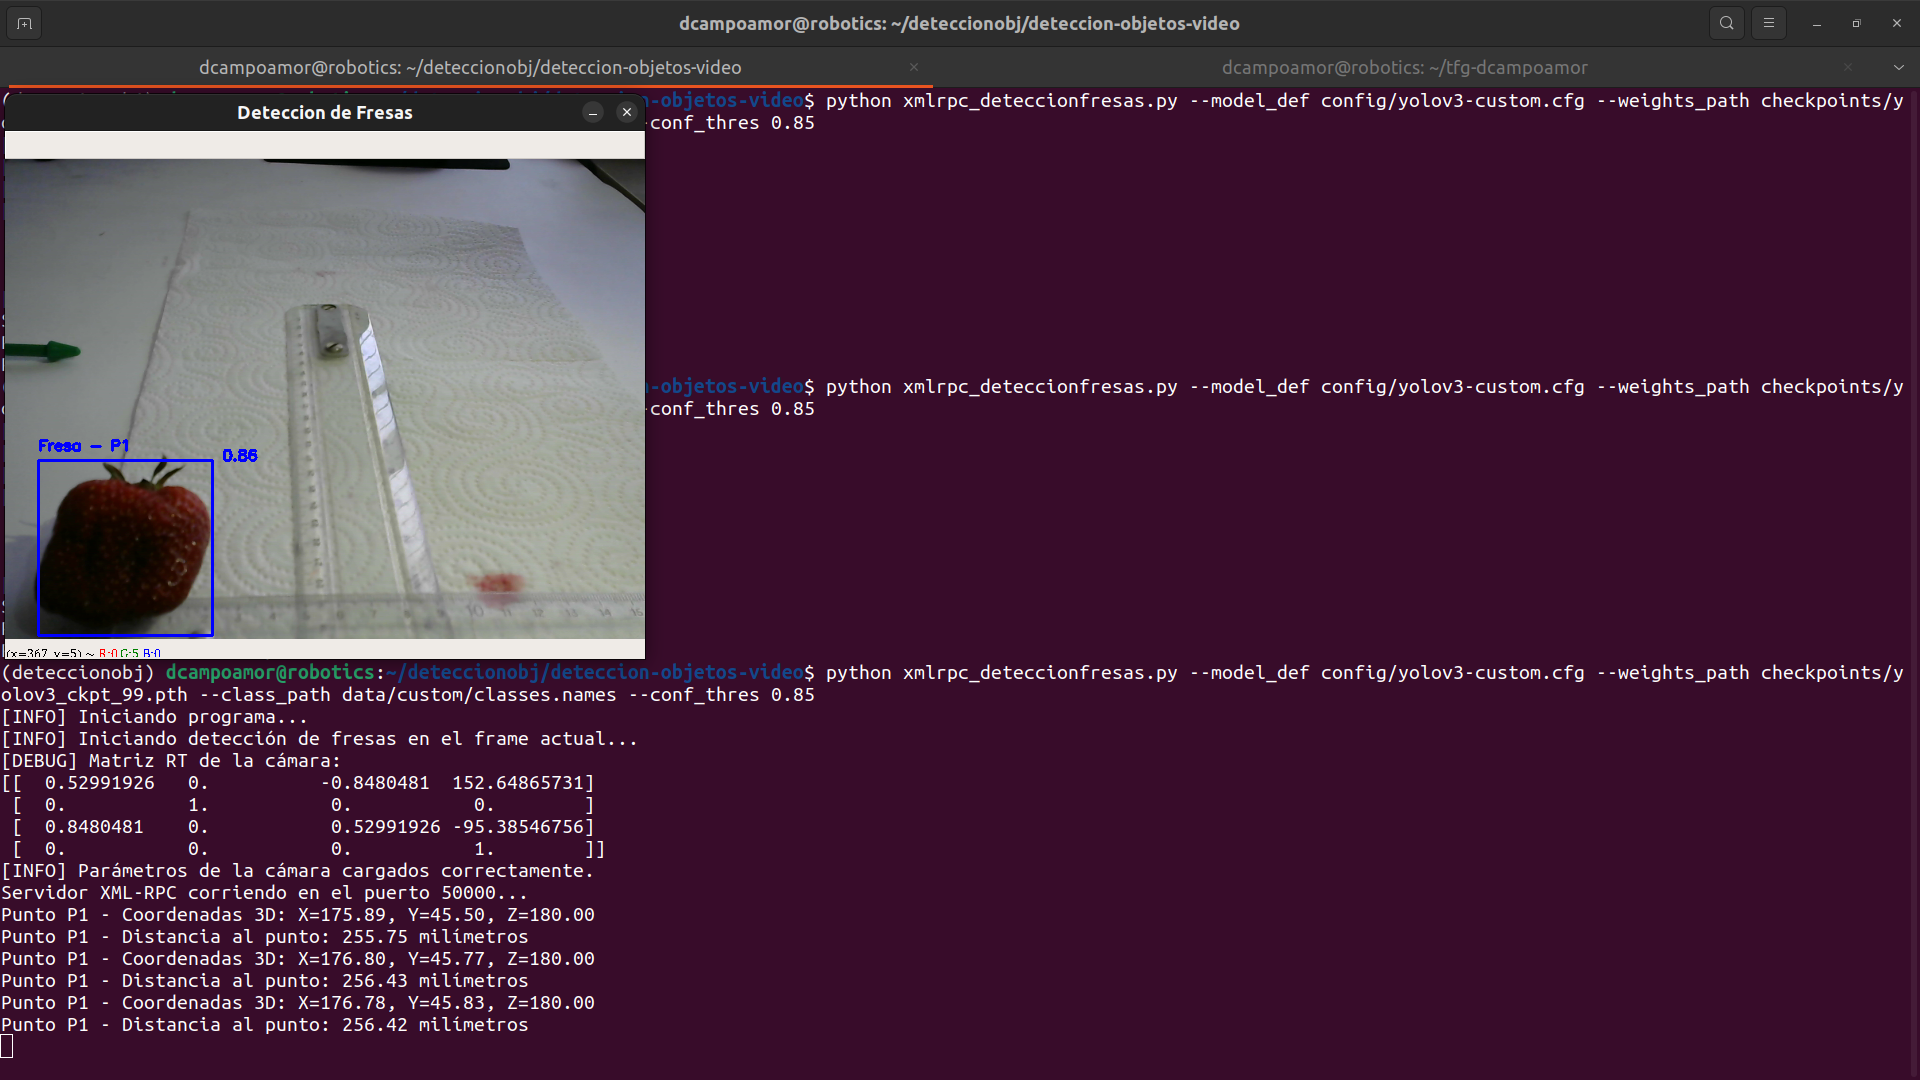 dcampoamor@robotics: ~/deteccionobj/deteccion-objetos-video
dcampoamor@robotics: ~/deteccionobj/deteccion-objetos-video
dcampoamor@robotics: ~/tfg-dcampoamor
-objetos-video$ python xmlrpc_deteccionfresas.py --model_def config/yolov3-custom.cfg --weights_path checkpoints/y
conf_thres 0.85
Deteccion de Fresas
-objetos-video$ python xmlrpc_deteccionfresas.py --model_def config/yolov3-custom.cfg --weights_path checkpoints/y
conf_thres 0.85
Fresa - P1
0.86
10 11 12 13 14 15
(x=367, y=5) ~ R:0 G:5 B:0
(deteccionobj) dcampoamor@robotics:~/deteccionobj/deteccion-objetos-video$ python xmlrpc_deteccionfresas.py --model_def config/yolov3-custom.cfg --weights_path checkpoints/y
olov3_ckpt_99.pth --class_path data/custom/classes.names --conf_thres 0.85
[INFO] Iniciando programa...
[INFO] Iniciando detección de fresas en el frame actual...
[DEBUG] Matriz RT de la cámara:
[[ 0.52991926 0. -0.8480481 152.64865731]
[ 0. 1. 0. 0. ]
[ 0.8480481 0. 0.52991926 -95.38546756]
[ 0. 0. 0. 1. ]]
[INFO] Parámetros de la cámara cargados correctamente.
Servidor XML-RPC corriendo en el puerto 50000...
Punto P1 - Coordenadas 3D: X=175.89, Y=45.50, Z=180.00
Punto P1 - Distancia al punto: 255.75 milímetros
Punto P1 - Coordenadas 3D: X=176.80, Y=45.77, Z=180.00
Punto P1 - Distancia al punto: 256.43 milímetros
Punto P1 - Coordenadas 3D: X=176.78, Y=45.83, Z=180.00
Punto P1 - Distancia al punto: 256.42 milímetros